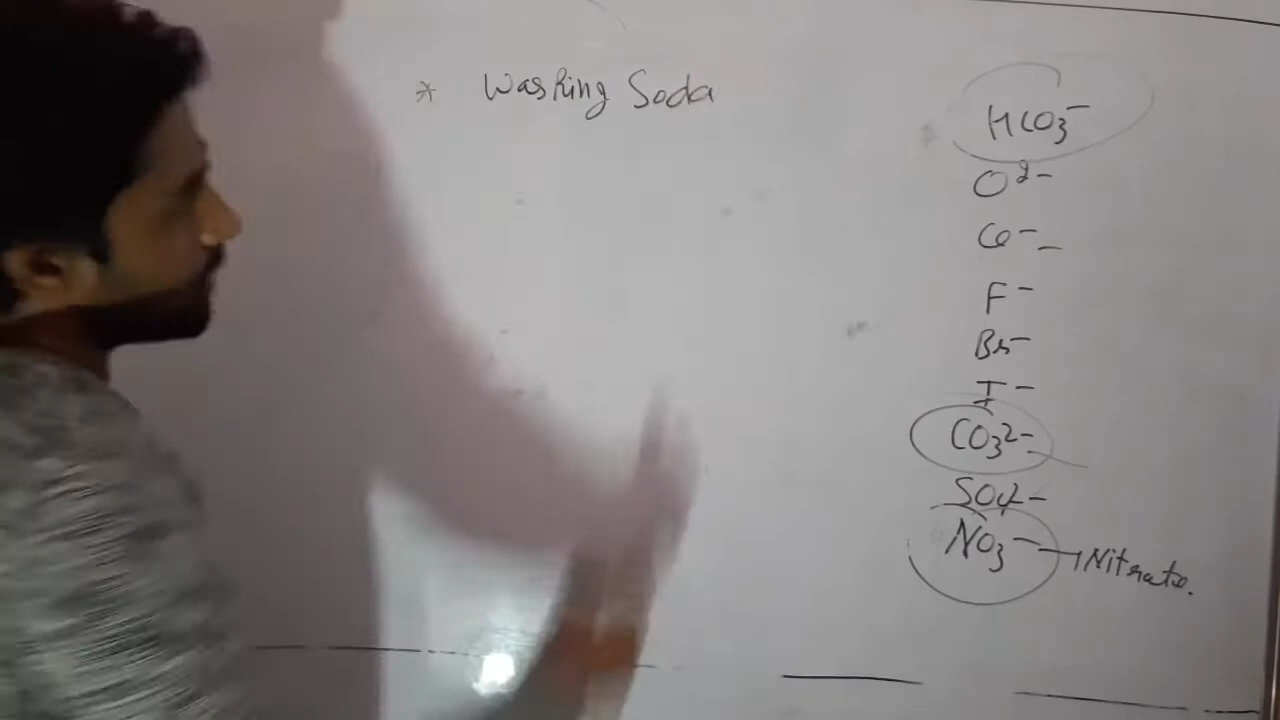 * Washing Soda
HCO3⁻
O²⁻
Cl⁻
F⁻
Br⁻
I⁻
CO3²⁻
SO4²⁻
NO3⁻ → Nitrate.